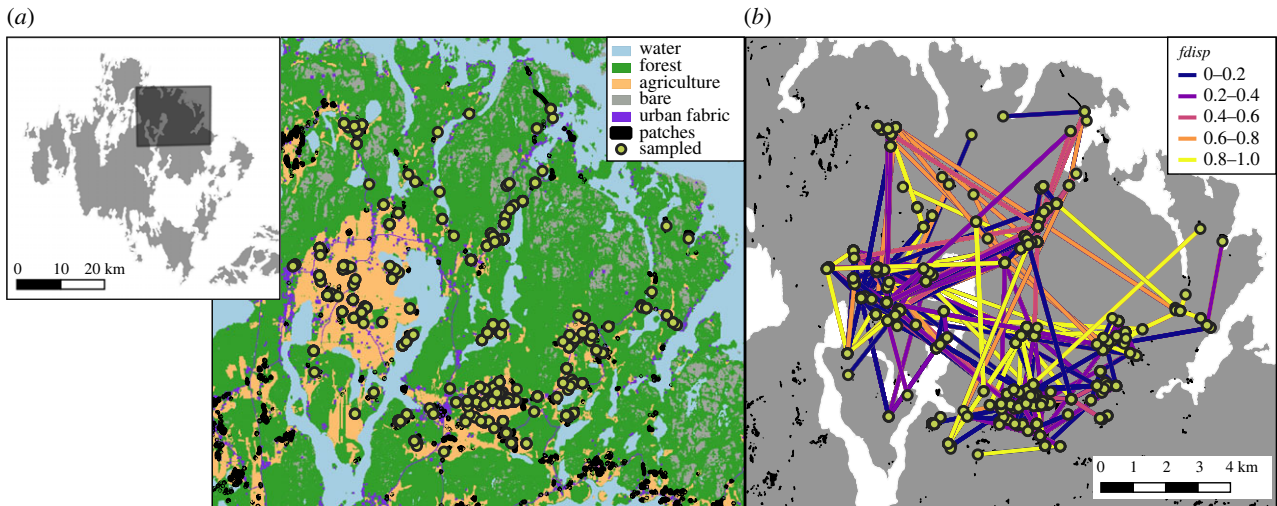 (a)
water
forest
agriculture
bare
urban fabric
patches
sampled
0 10 20 km
(b)
fdisp
0–0.2
0.2–0.4
0.4–0.6
0.6–0.8
0.8–1.0
0 1 2 3 4 km